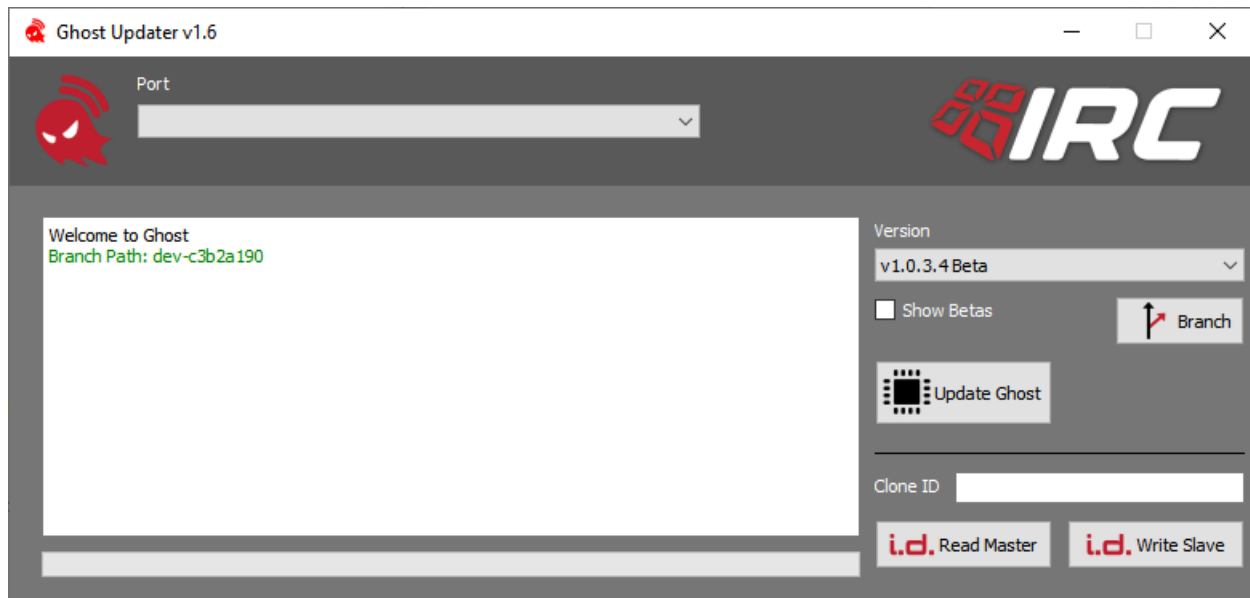 Ghost Updater v1.6
Port
IRC
Welcome to Ghost
Branch Path: dev-c3b2a190
Version
v1.0.3.4 Beta
Show Betas
Branch
Update Ghost
Clone ID
i.d. Read Master
i.d. Write Slave